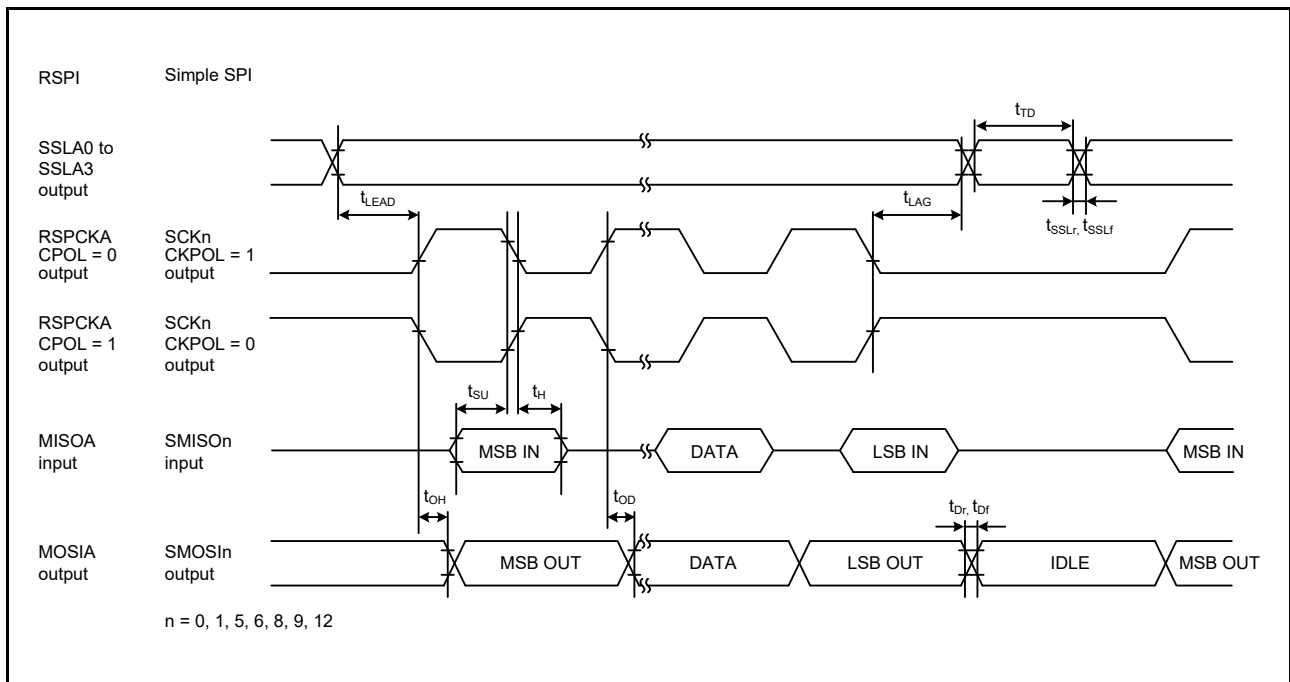 RSPI
Simple SPI
SSLA0 to
SSLA3
output
tTD
tLEAD
tLAG
tSSLr, tSSLf
RSPCKA
CPOL = 0
output
SCKn
CKPOL = 1
output
RSPCKA
CPOL = 1
output
SCKn
CKPOL = 0
output
tSU
tH
MISOA
input
SMISOn
input
MSB IN
DATA
LSB IN
MSB IN
tOH
tOD
tDr, tDf
MOSIA
output
SMOSIn
output
MSB OUT
DATA
LSB OUT
IDLE
MSB OUT
n = 0, 1, 5, 6, 8, 9, 12